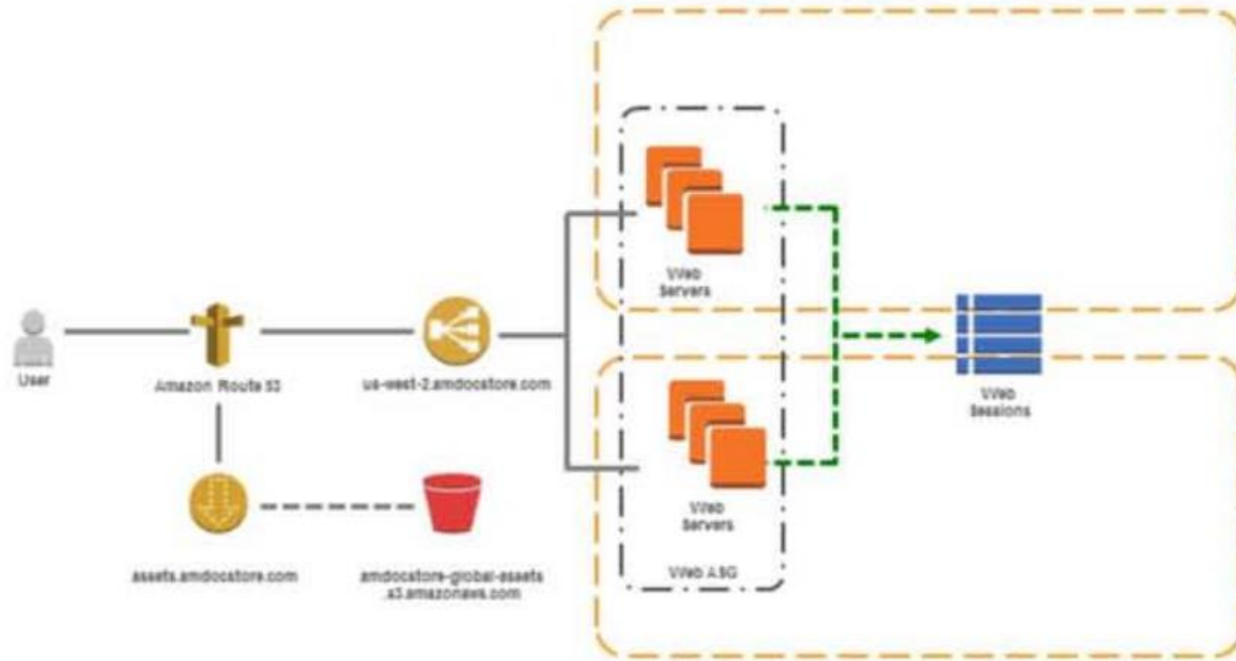 Web
Servers
User
Amazon Route 53
us-west-2.amdocstore.com
Web
Sessions
Web
Servers
assets.amdocstore.com
amdocstore-global-assets
.s3.amazonaws.com
Web ASG